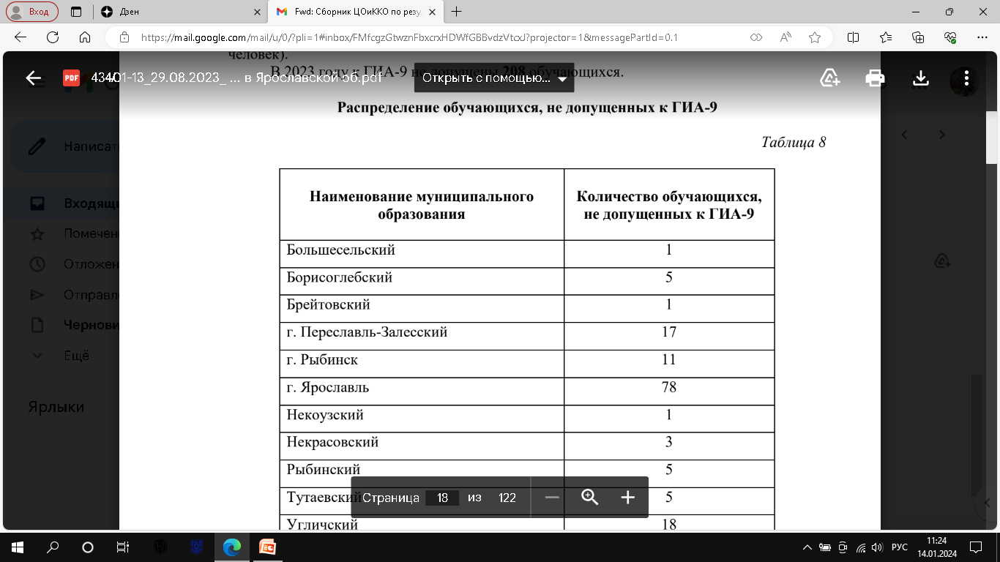 Вход
Дзен
Fwd: Сборник ЦОиККО по резу
https://mail.google.com/mail/u/0/?pli=1#inbox/FMfcgzGtwznFbxcrxHDWfGBBvdzVtcxJ?projector=1&messagePartId=0.1
человек).
В 2023 году к ГИА-9 не допущены 208 обучающихся.
PDF 43401-13_29.08.2023_ ... в Ярославской об.pdf
Открыть с помощью...
Распределение обучающихся, не допущенных к ГИА-9
Таблица 8
Написать
Входящи
Помечен
Отложен
Отправл
Чернови
Ещё
Ярлыки
Наименование муниципального образования
Количество обучающихся, не допущенных к ГИА-9
Большесельский 1
Борисоглебский 5
Брейтовский 1
г. Переславль-Залесский 17
г. Рыбинск 11
г. Ярославль 78
Некоузский 1
Некрасовский 3
Рыбинский 5
Тутаевский 5
Угличский 18
Страница 18 из 122
РУС
11:24
14.01.2024